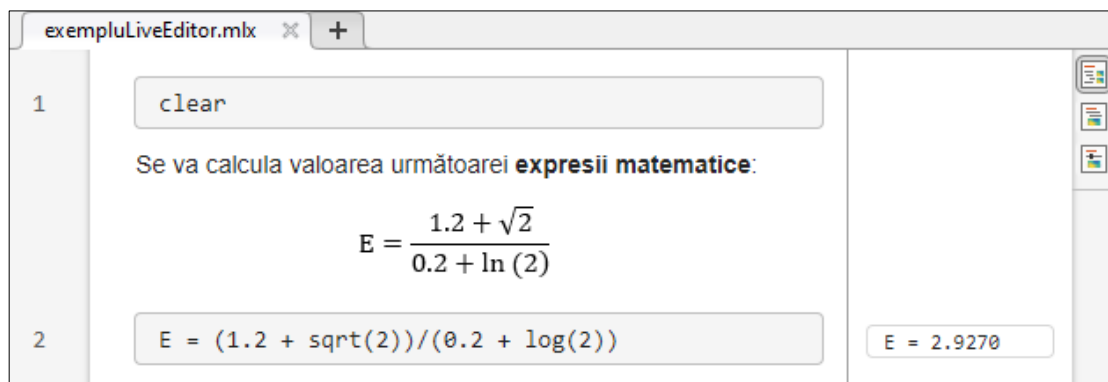 exempluLiveEditor.mlx
1 clear
Se va calcula valoarea următoarei expresii matematice:
E = (1.2 + √2)/(0.2 + ln (2))
2 E = (1.2 + sqrt(2))/(0.2 + log(2)) E = 2.9270